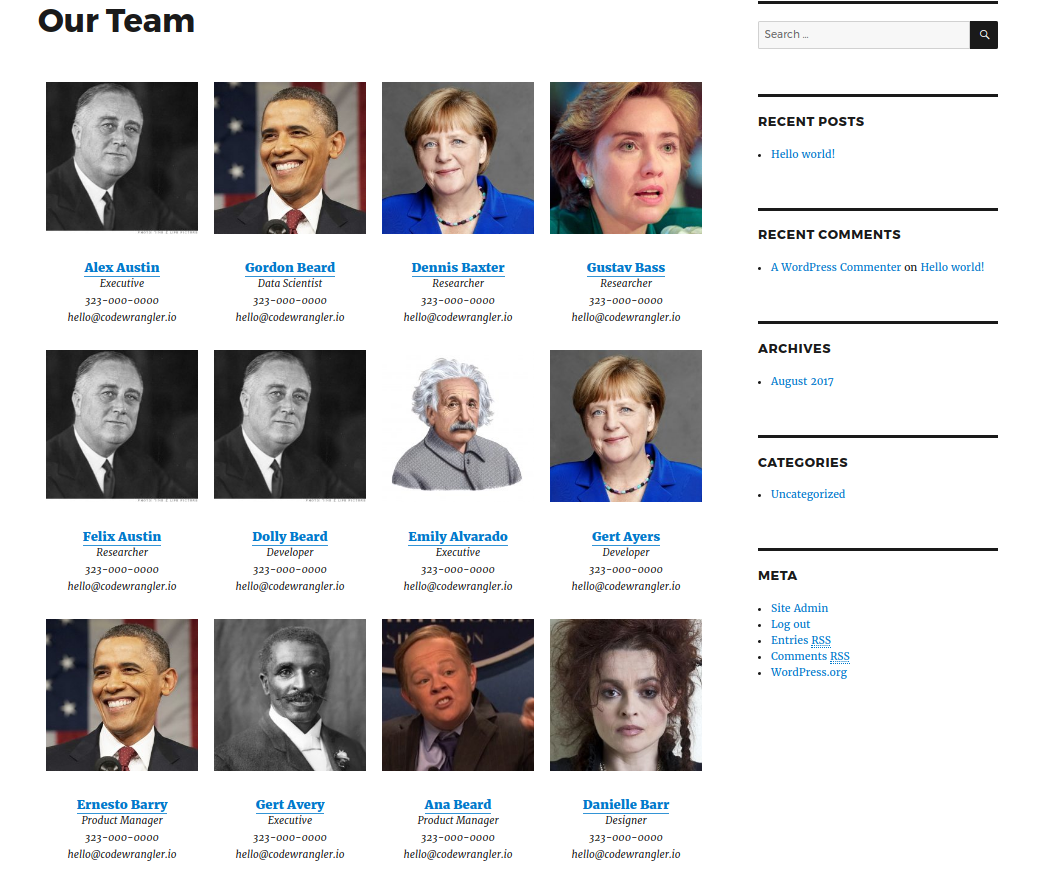 Our Team
Alex Austin
Executive
323-000-0000
hello@codewrangler.io
Gordon Beard
Data Scientist
323-000-0000
hello@codewrangler.io
Dennis Baxter
Researcher
323-000-0000
hello@codewrangler.io
Gustav Bass
Researcher
323-000-0000
hello@codewrangler.io
Felix Austin
Researcher
323-000-0000
hello@codewrangler.io
Dolly Beard
Developer
323-000-0000
hello@codewrangler.io
Emily Alvarado
Executive
323-000-0000
hello@codewrangler.io
Gert Ayers
Developer
323-000-0000
hello@codewrangler.io
Ernesto Barry
Product Manager
323-000-0000
hello@codewrangler.io
Gert Avery
Executive
323-000-0000
hello@codewrangler.io
Ana Beard
Product Manager
323-000-0000
hello@codewrangler.io
Danielle Barr
Designer
323-000-0000
hello@codewrangler.io
Search ...
RECENT POSTS
Hello world!
RECENT COMMENTS
A WordPress Commenter on Hello world!
ARCHIVES
August 2017
CATEGORIES
Uncategorized
META
Site Admin
Log out
Entries RSS
Comments RSS
WordPress.org